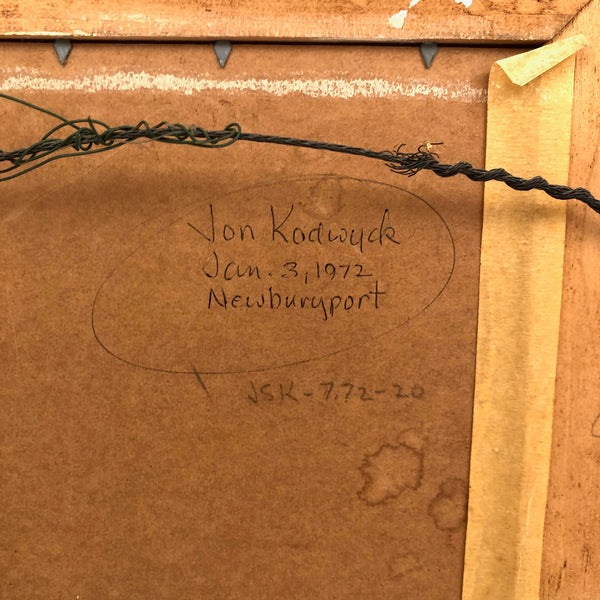 Jon Kodwyck
Jan. 3, 1972
Newburyport
JSK - 7.72-20